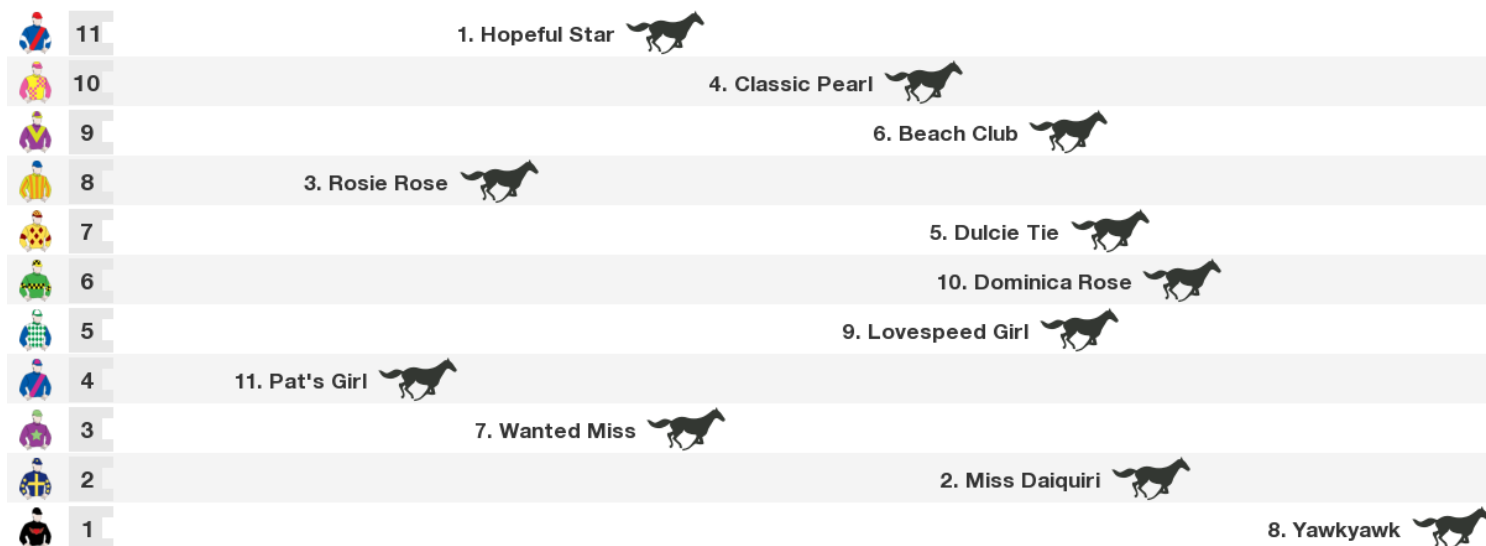 11 1. Hopeful Star
10 4. Classic Pearl
9 6. Beach Club
8 3. Rosie Rose
7 5. Dulcie Tie
6 10. Dominica Rose
5 9. Lovespeed Girl
4 11. Pat's Girl
3 7. Wanted Miss
2 2. Miss Daiquiri
1 8. Yawkyawk